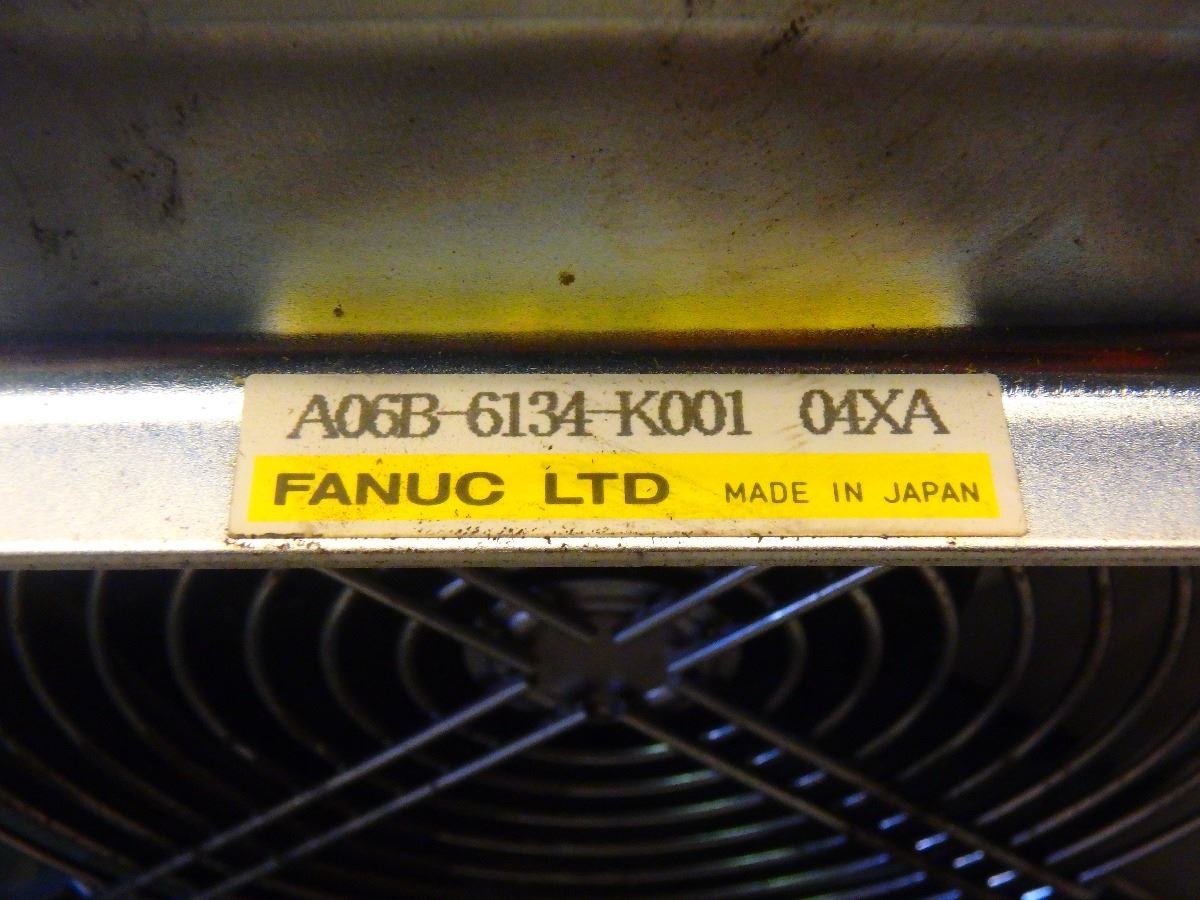 A06B-6134-K001 04XA
FANUC LTD MADE IN JAPAN